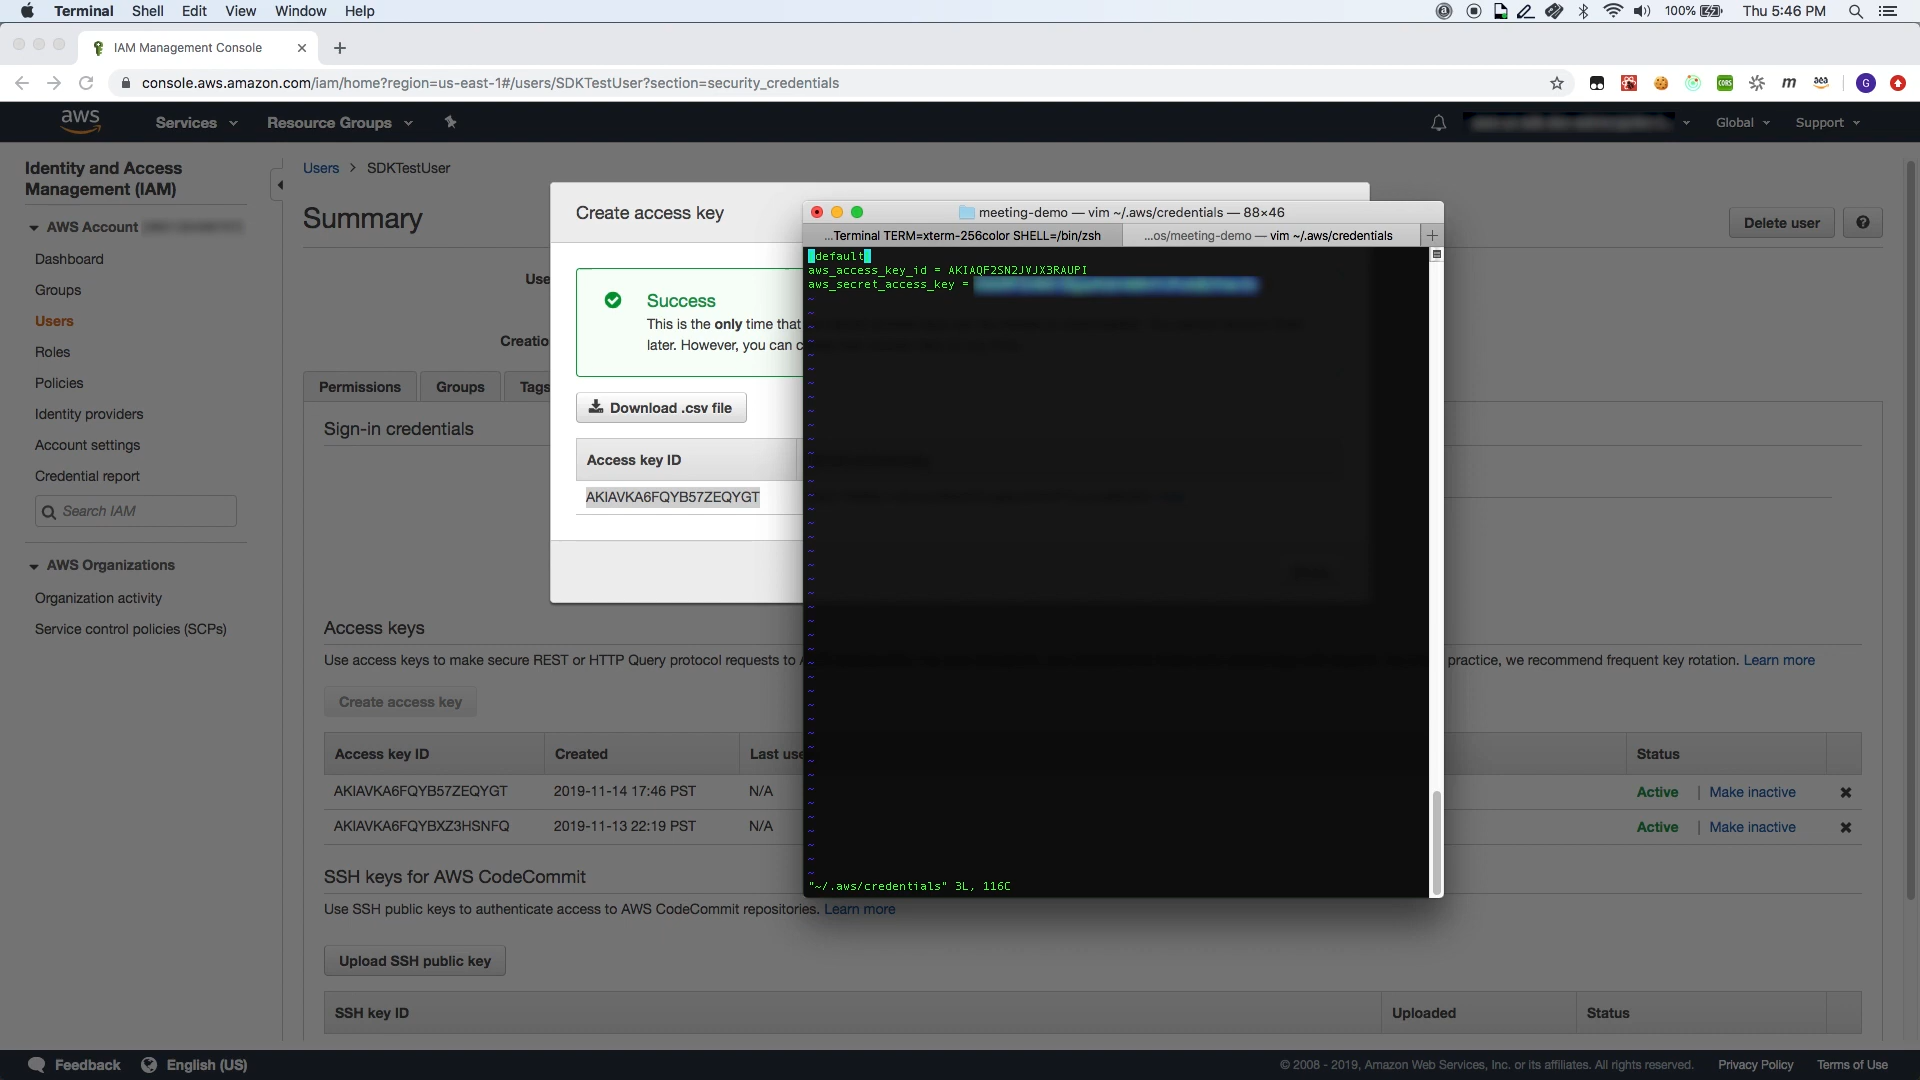 Terminal Shell Edit View Window Help 100% Thu 5:46 PM
IAM Management Console
console.aws.amazon.com/iam/home?region=us-east-1#/users/SDKTestUser?section=security_credentials
CORS m G
aws Services Resource Groups Global Support
Identity and Access
Management (IAM)
AWS Account
Dashboard
Groups
Users
Roles
Policies
Identity providers
Account settings
Credential report
Search IAM
AWS Organizations
Organization activity
Service control policies (SCPs)
Users > SDKTestUser
Summary
Delete user
Use
Creatio
Permissions Groups Tags
Sign-in credentials
Create access key
Success
This is the only time that
later. However, you can c
Download .csv file
Access key ID
AKIAVKA6FQYB57ZEQYGT
meeting-demo — vim ~/.aws/credentials — 88×46
...Terminal TERM=xterm-256color SHELL=/bin/zsh
...os/meeting-demo — vim ~/.aws/credentials
[default]
aws_access_key_id = AKIAQF2SN2JVJX3RAUPI
aws_secret_access_key =
"~/.aws/credentials" 3L, 116C
Access keys
Use access keys to make secure REST or HTTP Query protocol requests to practice, we recommend frequent key rotation. Learn more
Create access key
Access key ID Created Last use Status
AKIAVKA6FQYB57ZEQYGT 2019-11-14 17:46 PST N/A Active | Make inactive
AKIAVKA6FQYBXZ3HSNFQ 2019-11-13 22:19 PST N/A Active | Make inactive
SSH keys for AWS CodeCommit
Use SSH public keys to authenticate access to AWS CodeCommit repositories. Learn more
Upload SSH public key
SSH key ID Uploaded Status
Feedback English (US) © 2008 - 2019, Amazon Web Services, Inc. or its affiliates. All rights reserved. Privacy Policy Terms of Use